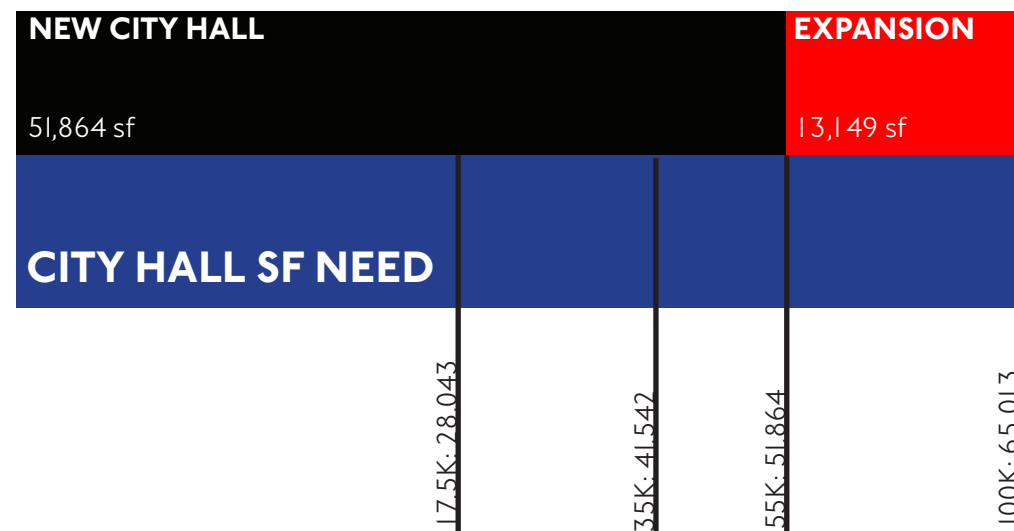 NEW CITY HALL
EXPANSION
51,864 sf
13,149 sf
CITY HALL SF NEED
17.5K: 28.043
35K: 41.542
55K: 51.864
100K: 65.013